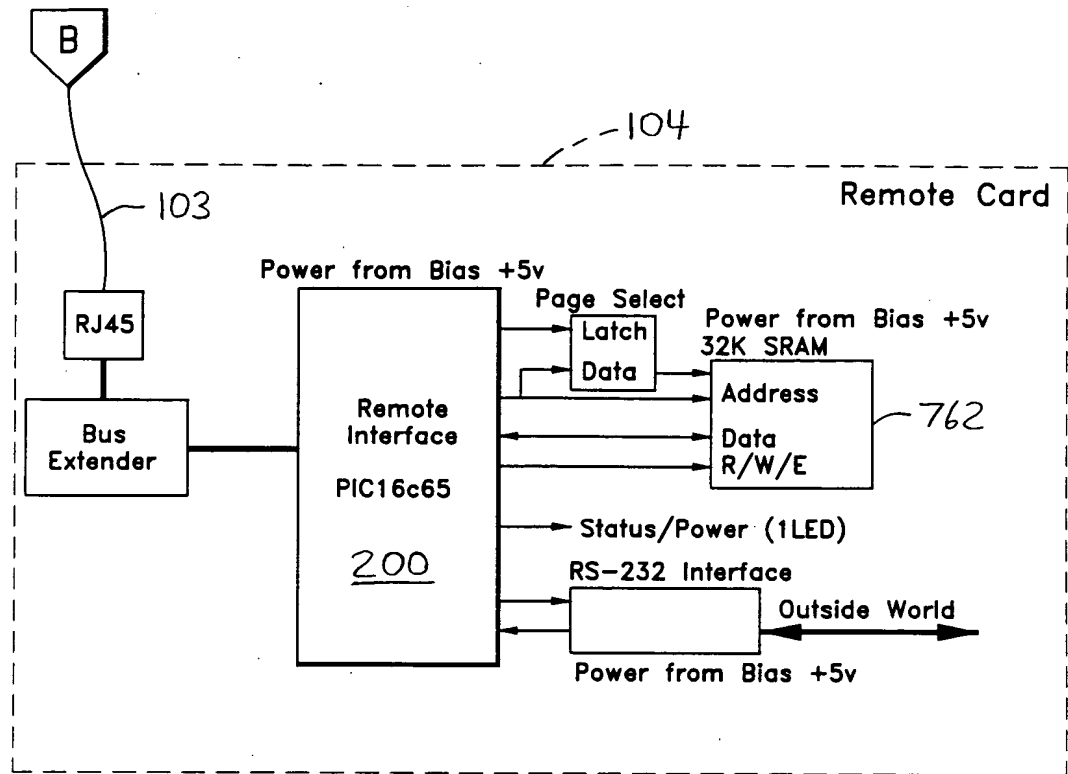 B
104
103
Remote Card
Power from Bias +5v
RJ45
Page Select
Latch
Data
Power from Bias +5v
32K SRAM
Address
Data
R/W/E
762
Bus
Extender
Remote
Interface
PIC16c65
200
Status/Power (1LED)
RS-232 Interface
Outside World
Power from Bias +5v